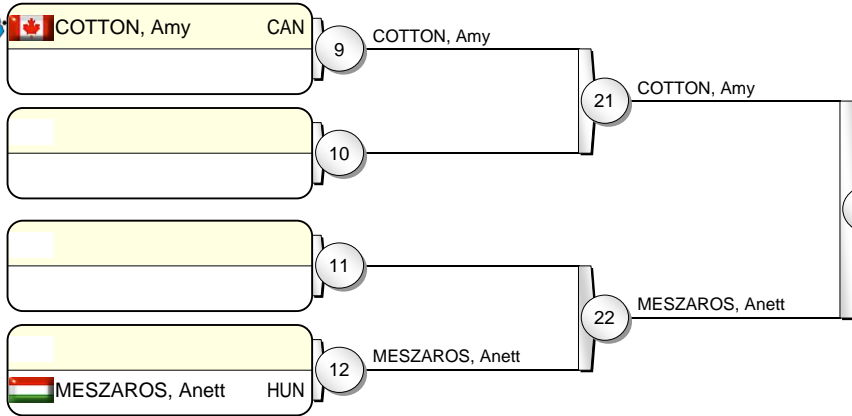 COTTON, Amy CAN
9
COTTON, Amy
21
COTTON, Amy
10
11
22
MESZAROS, Anett
12
MESZAROS, Anett
MESZAROS, Anett HUN